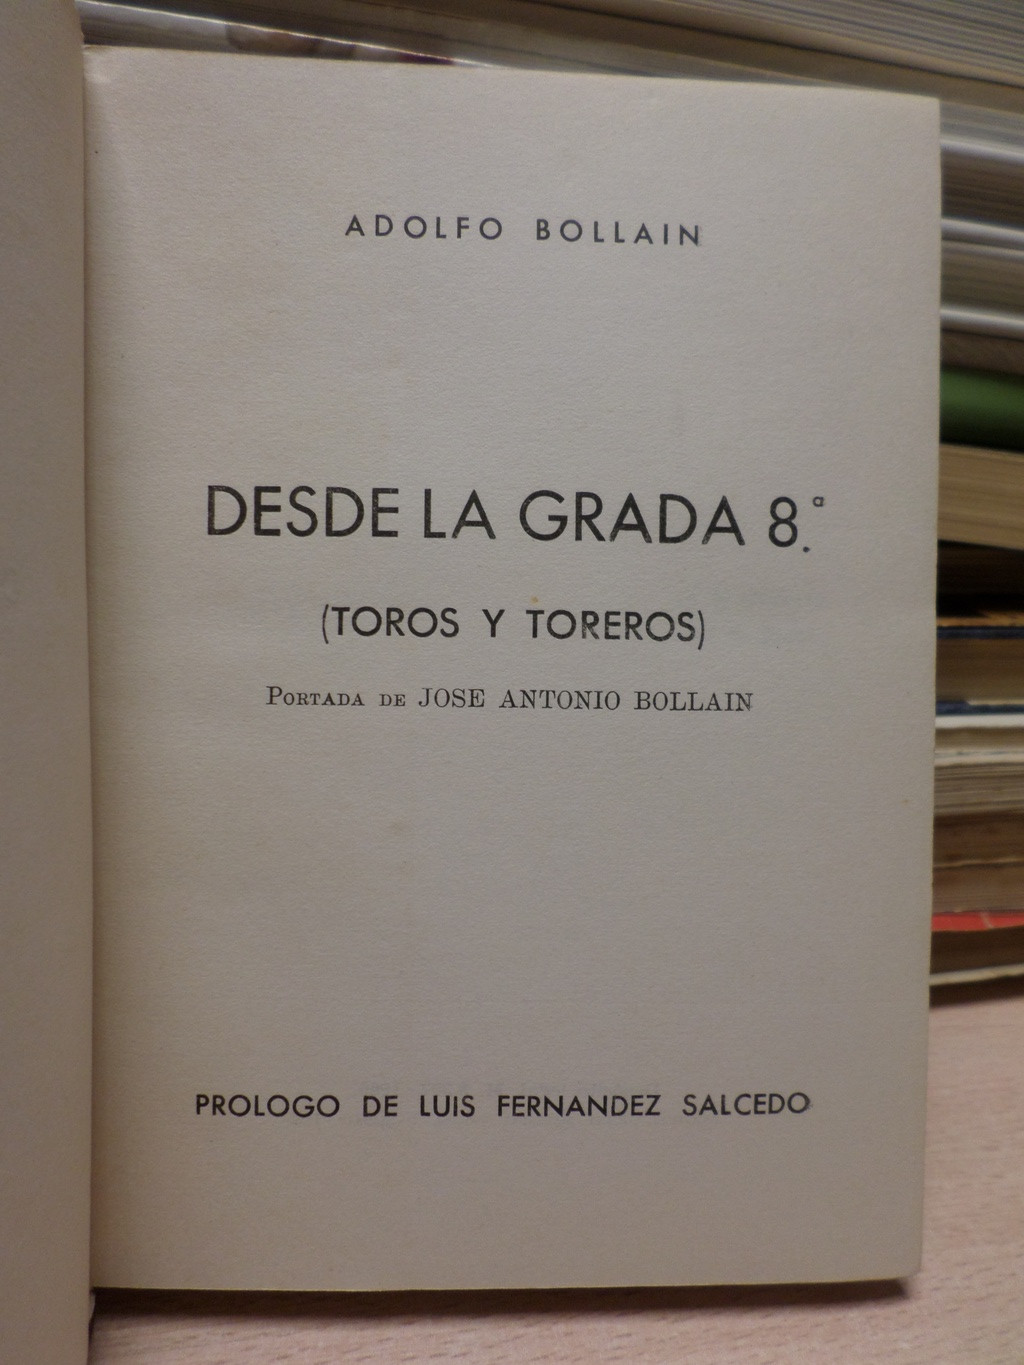 ADOLFO BOLLAIN
DESDE LA GRADA 8.ª
(TOROS Y TOREROS)
PORTADA DE JOSE ANTONIO BOLLAIN
PROLOGO DE LUIS FERNANDEZ SALCEDO